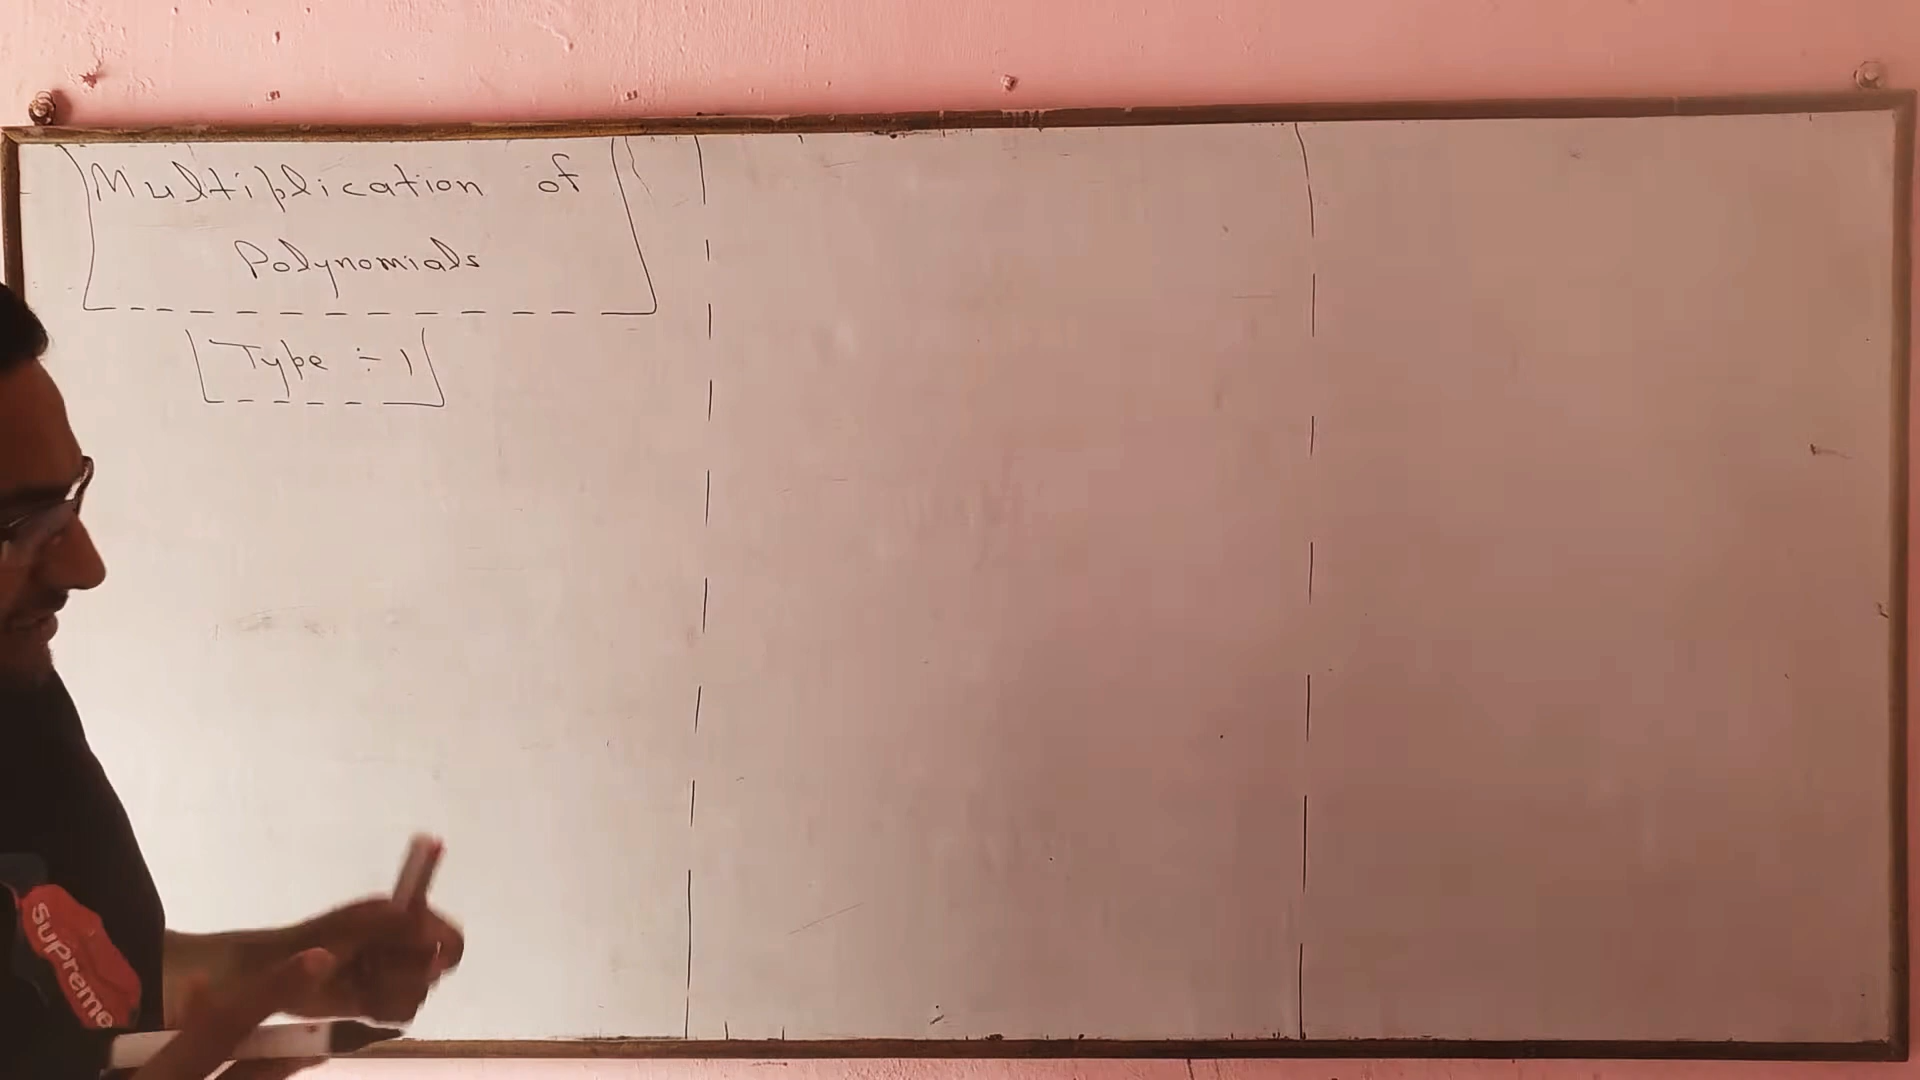 Multiplication of
Polynomials
Type ÷ 1
Supreme